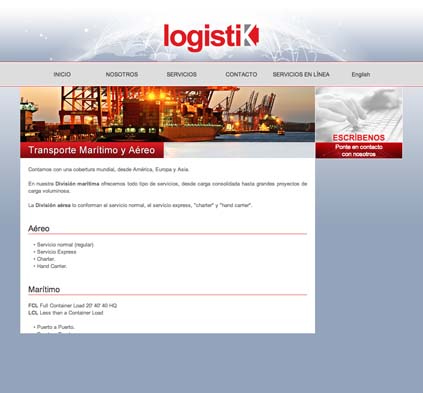 logistiK
INICIO NOSOTROS SERVICIOS CONTACTO SERVICIOS EN LÍNEA English
Transporte Marítimo y Aéreo
ESCRÍBENOS
Ponte en contacto
con nosotros
Contamos con una cobertura mundial, desde América, Europa y Asia.
En nuestra División marítima ofrecemos todo tipo de servicios, desde carga consolidada hasta grandes proyectos de
carga voluminosa.
La División aérea lo conforman el servicio normal, el servicio express, "charter" y "hand carrier".
Aéreo
• Servicio normal (regular)
• Servicio Express
• Charter.
• Hand Carrier.
Marítimo
FCL Full Container Load 20' 40' 40 HQ
LCL Less than a Container Load
• Puerto a Puerto.